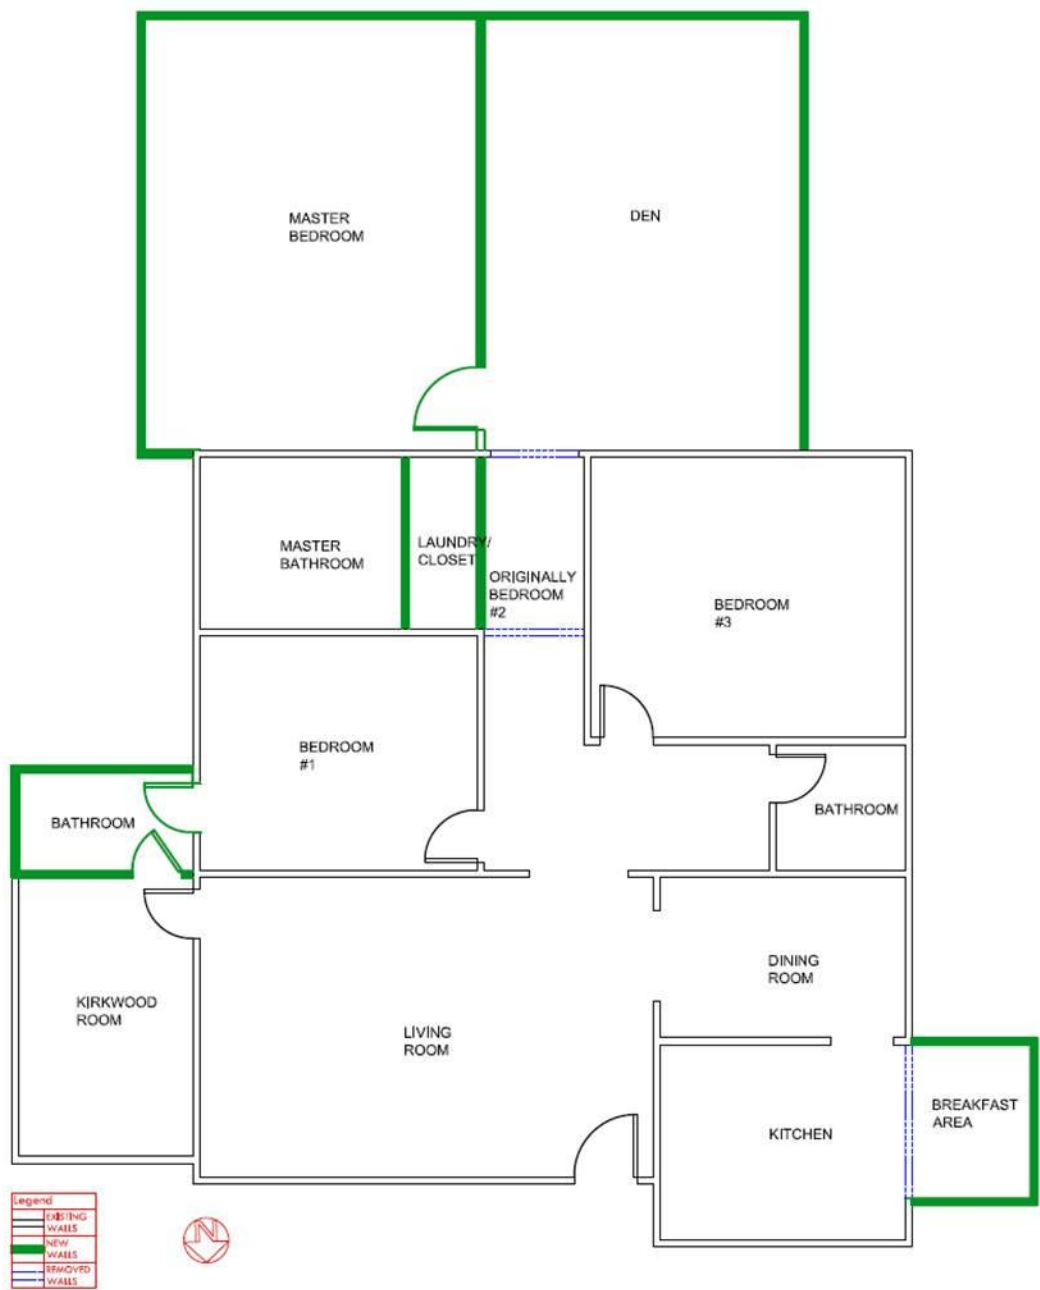 MASTER
BEDROOM
DEN
MASTER
BATHROOM
LAUNDRY/
CLOSET
ORIGINALLY
BEDROOM
#2
BEDROOM
#3
BEDROOM
#1
BATHROOM
BATHROOM
KIRKWOOD
ROOM
LIVING
ROOM
DINING
ROOM
KITCHEN
BREAKFAST
AREA
Legend
EXISTING
WALLS
NEW
WALLS
REMOVED
WALLS
N